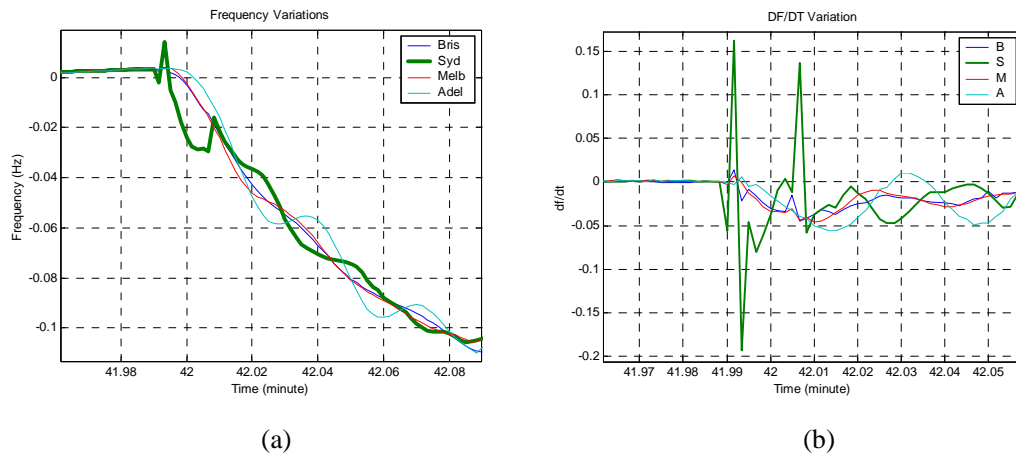 Frequency Variations
Bris
Syd
Melb
Adel
0
-0.02
-0.04
-0.06
-0.08
-0.1
Frequency (Hz)
41.98
42
42.02
42.04
42.06
42.08
Time (minute)
(a)
DF/DT Variation
B
S
M
A
0.15
0.1
0.05
0
-0.05
-0.1
-0.15
-0.2
df/dt
41.97
41.98
41.99
42
42.01
42.02
42.03
42.04
42.05
Time (minute)
(b)